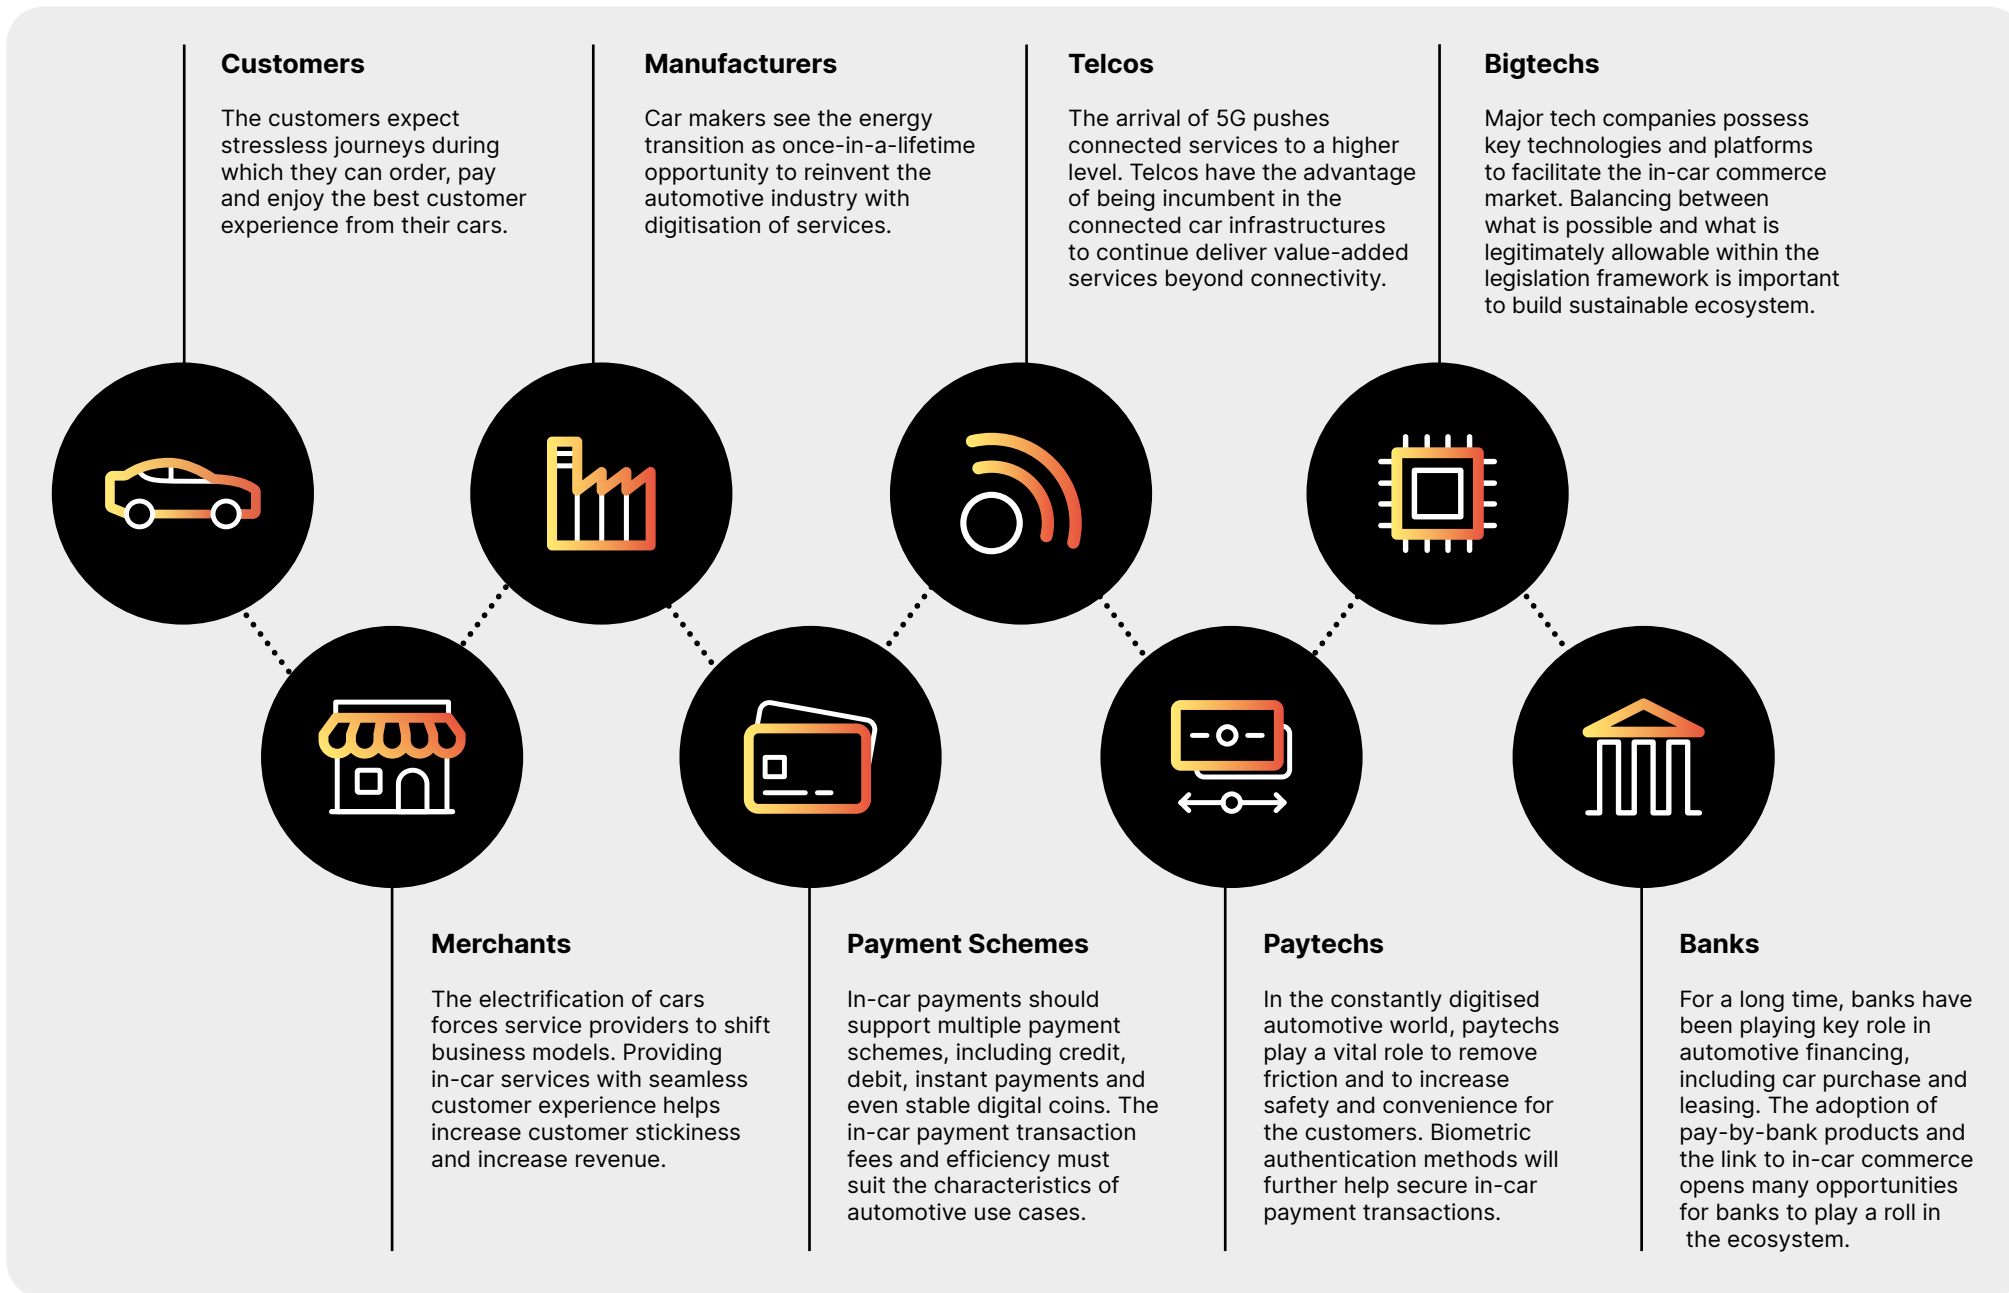 Customers
The customers expect
stressless journeys during
which they can order, pay
and enjoy the best customer
experience from their cars.
Manufacturers
Car makers see the energy
transition as once-in-a-lifetime
opportunity to reinvent the
automotive industry with
digitisation of services.
Telcos
The arrival of 5G pushes
connected services to a higher
level. Telcos have the advantage
of being incumbent in the
connected car infrastructures
to continue deliver value-added
services beyond connectivity.
Bigtechs
Major tech companies possess
key technologies and platforms
to facilitate the in-car commerce
market. Balancing between
what is possible and what is
legitimately allowable within the
legislation framework is important
to build sustainable ecosystem.
Merchants
The electrification of cars
forces service providers to shift
business models. Providing
in-car services with seamless
customer experience helps
increase customer stickiness
and increase revenue.
Payment Schemes
In-car payments should
support multiple payment
schemes, including credit,
debit, instant payments and
even stable digital coins. The
in-car payment transaction
fees and efficiency must
suit the characteristics of
automotive use cases.
Paytechs
In the constantly digitised
automotive world, paytechs
play a vital role to remove
friction and to increase
safety and convenience for
the customers. Biometric
authentication methods will
further help secure in-car
payment transactions.
Banks
For a long time, banks have
been playing key role in
automotive financing,
including car purchase and
leasing. The adoption of
pay-by-bank products and
the link to in-car commerce
opens many opportunities
for banks to play a roll in
the ecosystem.